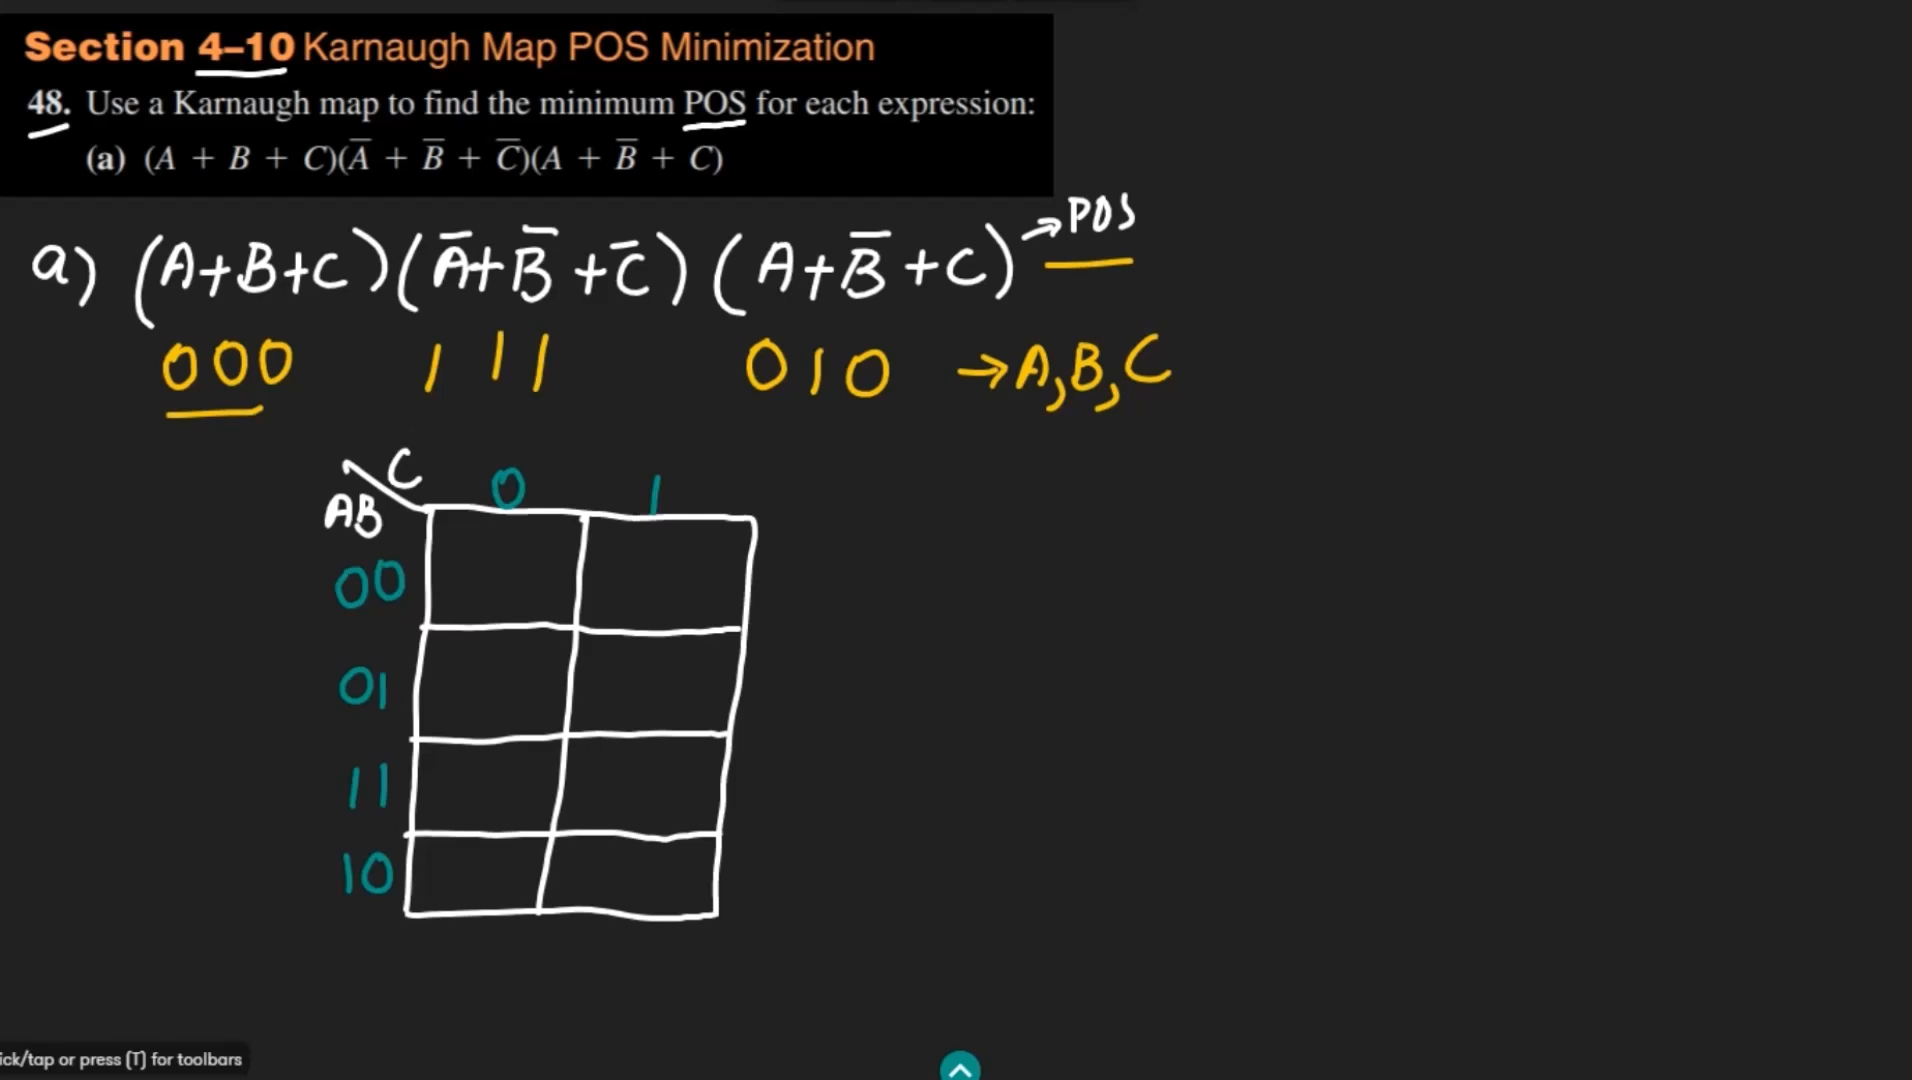 Section 4–10 Karnaugh Map POS Minimization
48. Use a Karnaugh map to find the minimum POS for each expression:
(a) (A + B + C)(A̅ + B̅ + C̅)(A + B̅ + C)
a) (A+B+C)(A̅+B̅+C̅)(A+B̅+C) →POS
000 111 010 →A,B,C
C
AB 0 1
00
01
11
10
ick/tap or press (T) for toolbars